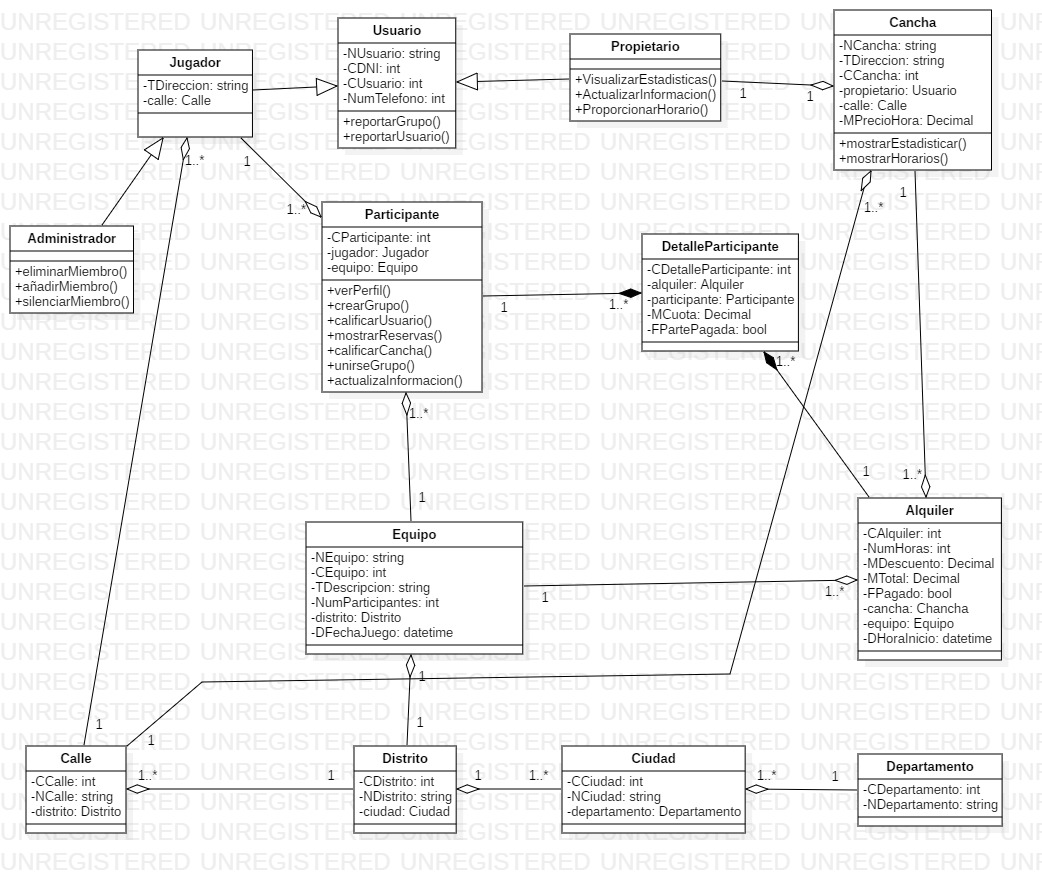 Usuario
-NUsuario: string
-CDNI: int
-CUsuario: int
-NumTelefono: int
+reportarGrupo()
+reportarUsuario()
Jugador
-TDireccion: string
-calle: Calle
Propietario
+VisualizarEstadisticas()
+ActualizarInformacion()
+ProporcionarHorario()
1
1
Cancha
-NCancha: string
-TDireccion: string
-CCancha: int
-propietario: Usuario
-calle: Calle
-MPrecioHora: Decimal
+mostrarEstadisticar()
+mostrarHorarios()
1..*
1
1..*
1..*
1
Administrador
+eliminarMiembro()
+añadirMiembro()
+silenciarMiembro()
Participante
-CParticipante: int
-jugador: Jugador
-equipo: Equipo
+verPerfil()
+crearGrupo()
+calificarUsuario()
+mostrarReservas()
+calificarCancha()
+unirseGrupo()
+actualizaInformacion()
1
1..*
DetalleParticipante
-CDetalleParticipante: int
-alquiler: Alquiler
-participante: Participante
-MCuota: Decimal
-FPartePagada: bool
1..*
1
1..*
1..*
1
Equipo
-NEquipo: string
-CEquipo: int
-TDescripcion: string
-NumParticipantes: int
-distrito: Distrito
-DFechaJuego: datetime
1
1..*
Alquiler
-CAlquiler: int
-NumHoras: int
-MDescuento: Decimal
-MTotal: Decimal
-FPagado: bool
-cancha: Chancha
-equipo: Equipo
-DHoraInicio: datetime
1
1
1
1
Calle
-CCalle: int
-NCalle: string
-distrito: Distrito
1..*
1
Distrito
-CDistrito: int
-NDistrito: string
-ciudad: Ciudad
1
1..*
Ciudad
-CCiudad: int
-NCiudad: string
-departamento: Departamento
1..*
1
Departamento
-CDepartamento: int
-NDepartamento: string
UNREGISTERED